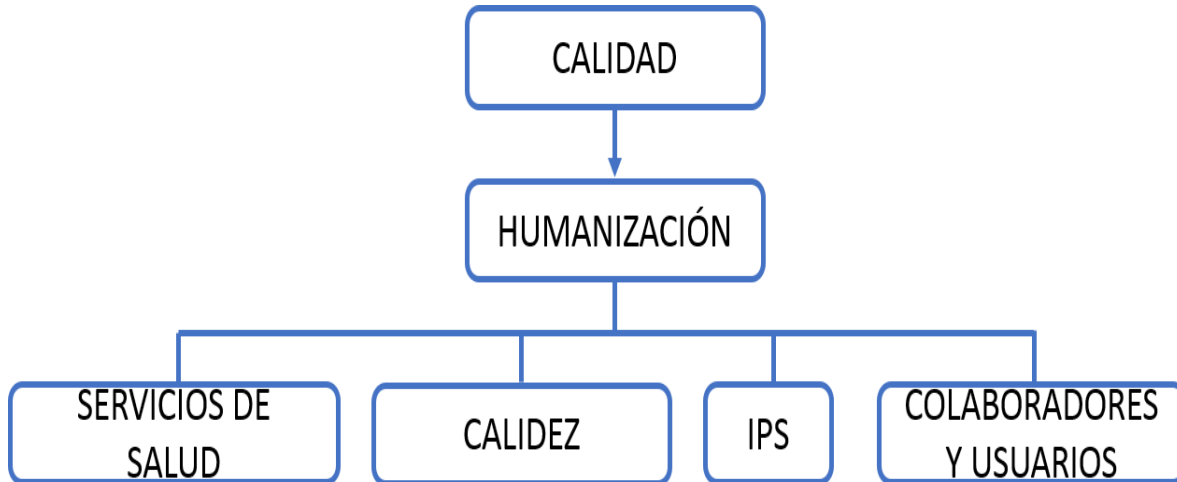 CALIDAD
HUMANIZACIÓN
SERVICIOS DE
SALUD
CALIDEZ
IPS
COLABORADORES
Y USUARIOS